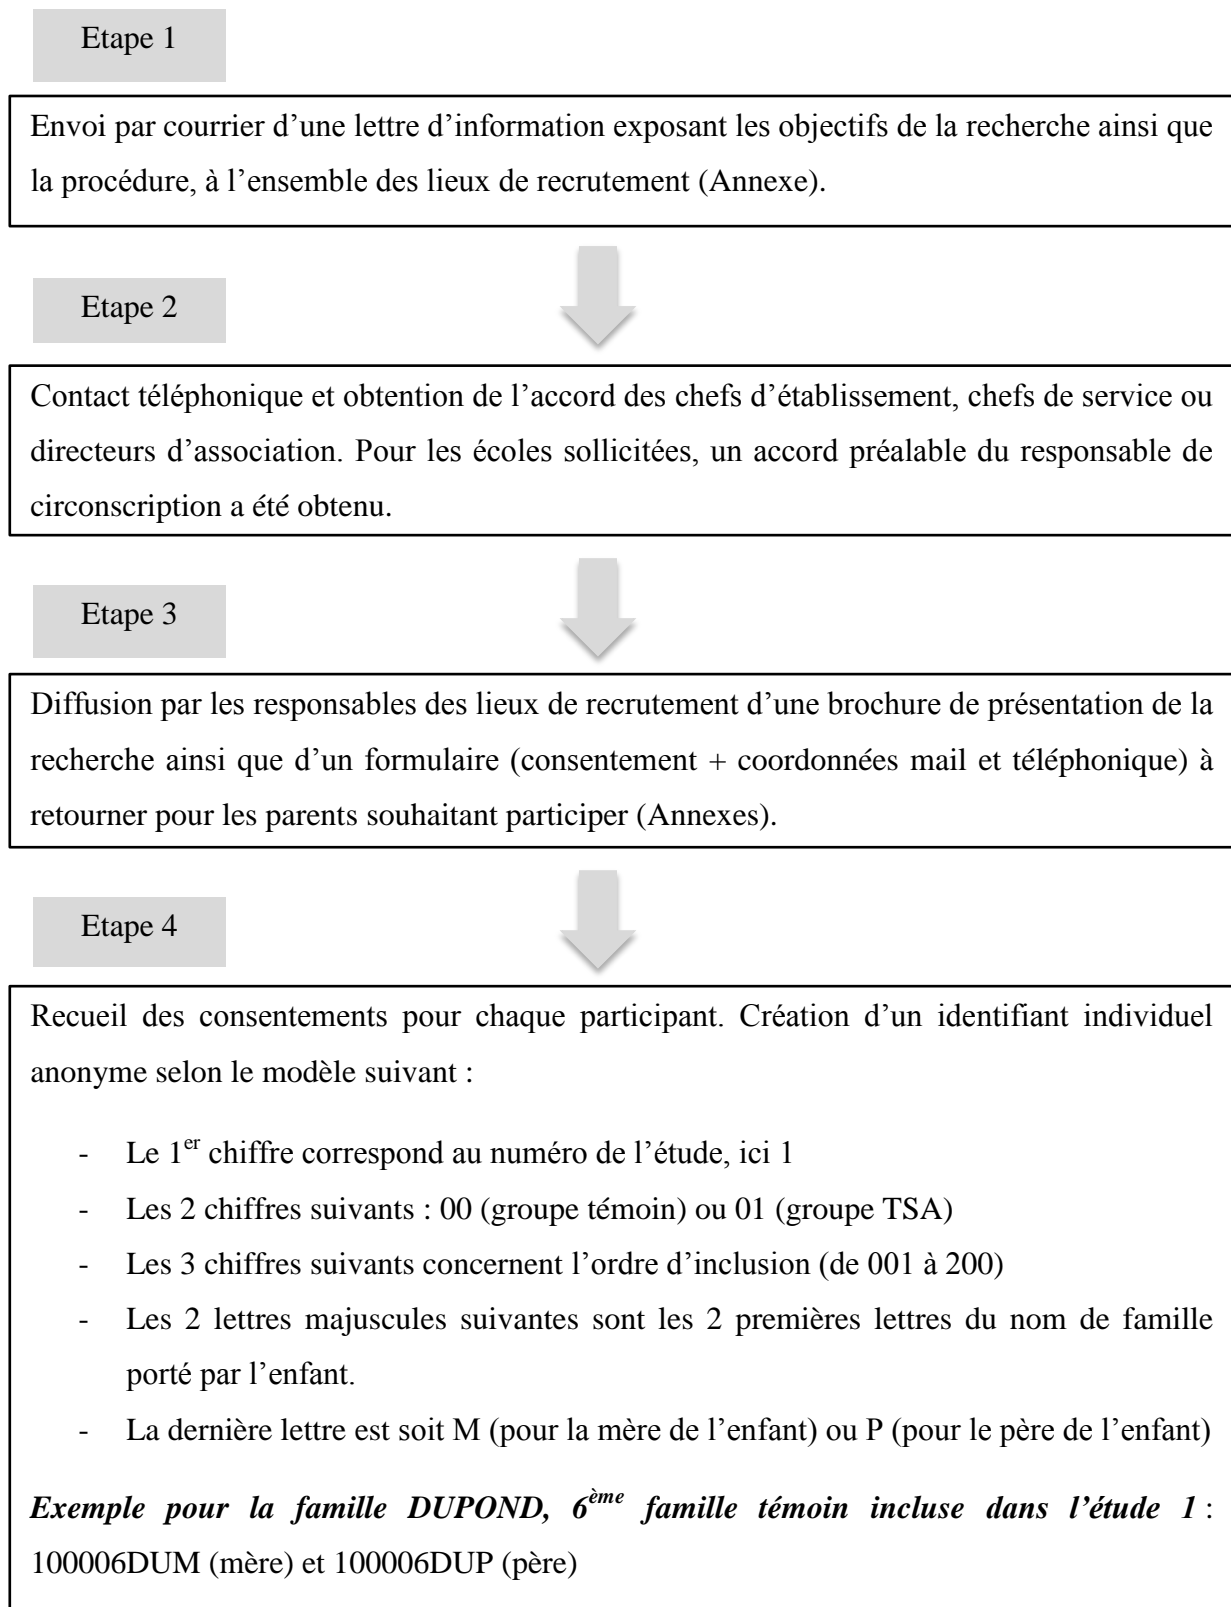 Etape 1
Envoi par courrier d’une lettre d’information exposant les objectifs de la recherche ainsi que
la procédure, à l’ensemble des lieux de recrutement (Annexe).
Etape 2
Contact téléphonique et obtention de l’accord des chefs d’établissement, chefs de service ou
directeurs d’association. Pour les écoles sollicitées, un accord préalable du responsable de
circonscription a été obtenu.
Etape 3
Diffusion par les responsables des lieux de recrutement d’une brochure de présentation de la
recherche ainsi que d’un formulaire (consentement + coordonnées mail et téléphonique) à
retourner pour les parents souhaitant participer (Annexes).
Etape 4
Recueil des consentements pour chaque participant. Création d’un identifiant individuel
anonyme selon le modèle suivant :
- Le 1er chiffre correspond au numéro de l’étude, ici 1
- Les 2 chiffres suivants : 00 (groupe témoin) ou 01 (groupe TSA)
- Les 3 chiffres suivants concernent l’ordre d’inclusion (de 001 à 200)
- Les 2 lettres majuscules suivantes sont les 2 premières lettres du nom de famille
porté par l’enfant.
- La dernière lettre est soit M (pour la mère de l’enfant) ou P (pour le père de l’enfant)
Exemple pour la famille DUPOND, 6ème famille témoin incluse dans l’étude 1 :
100006DUM (mère) et 100006DUP (père)